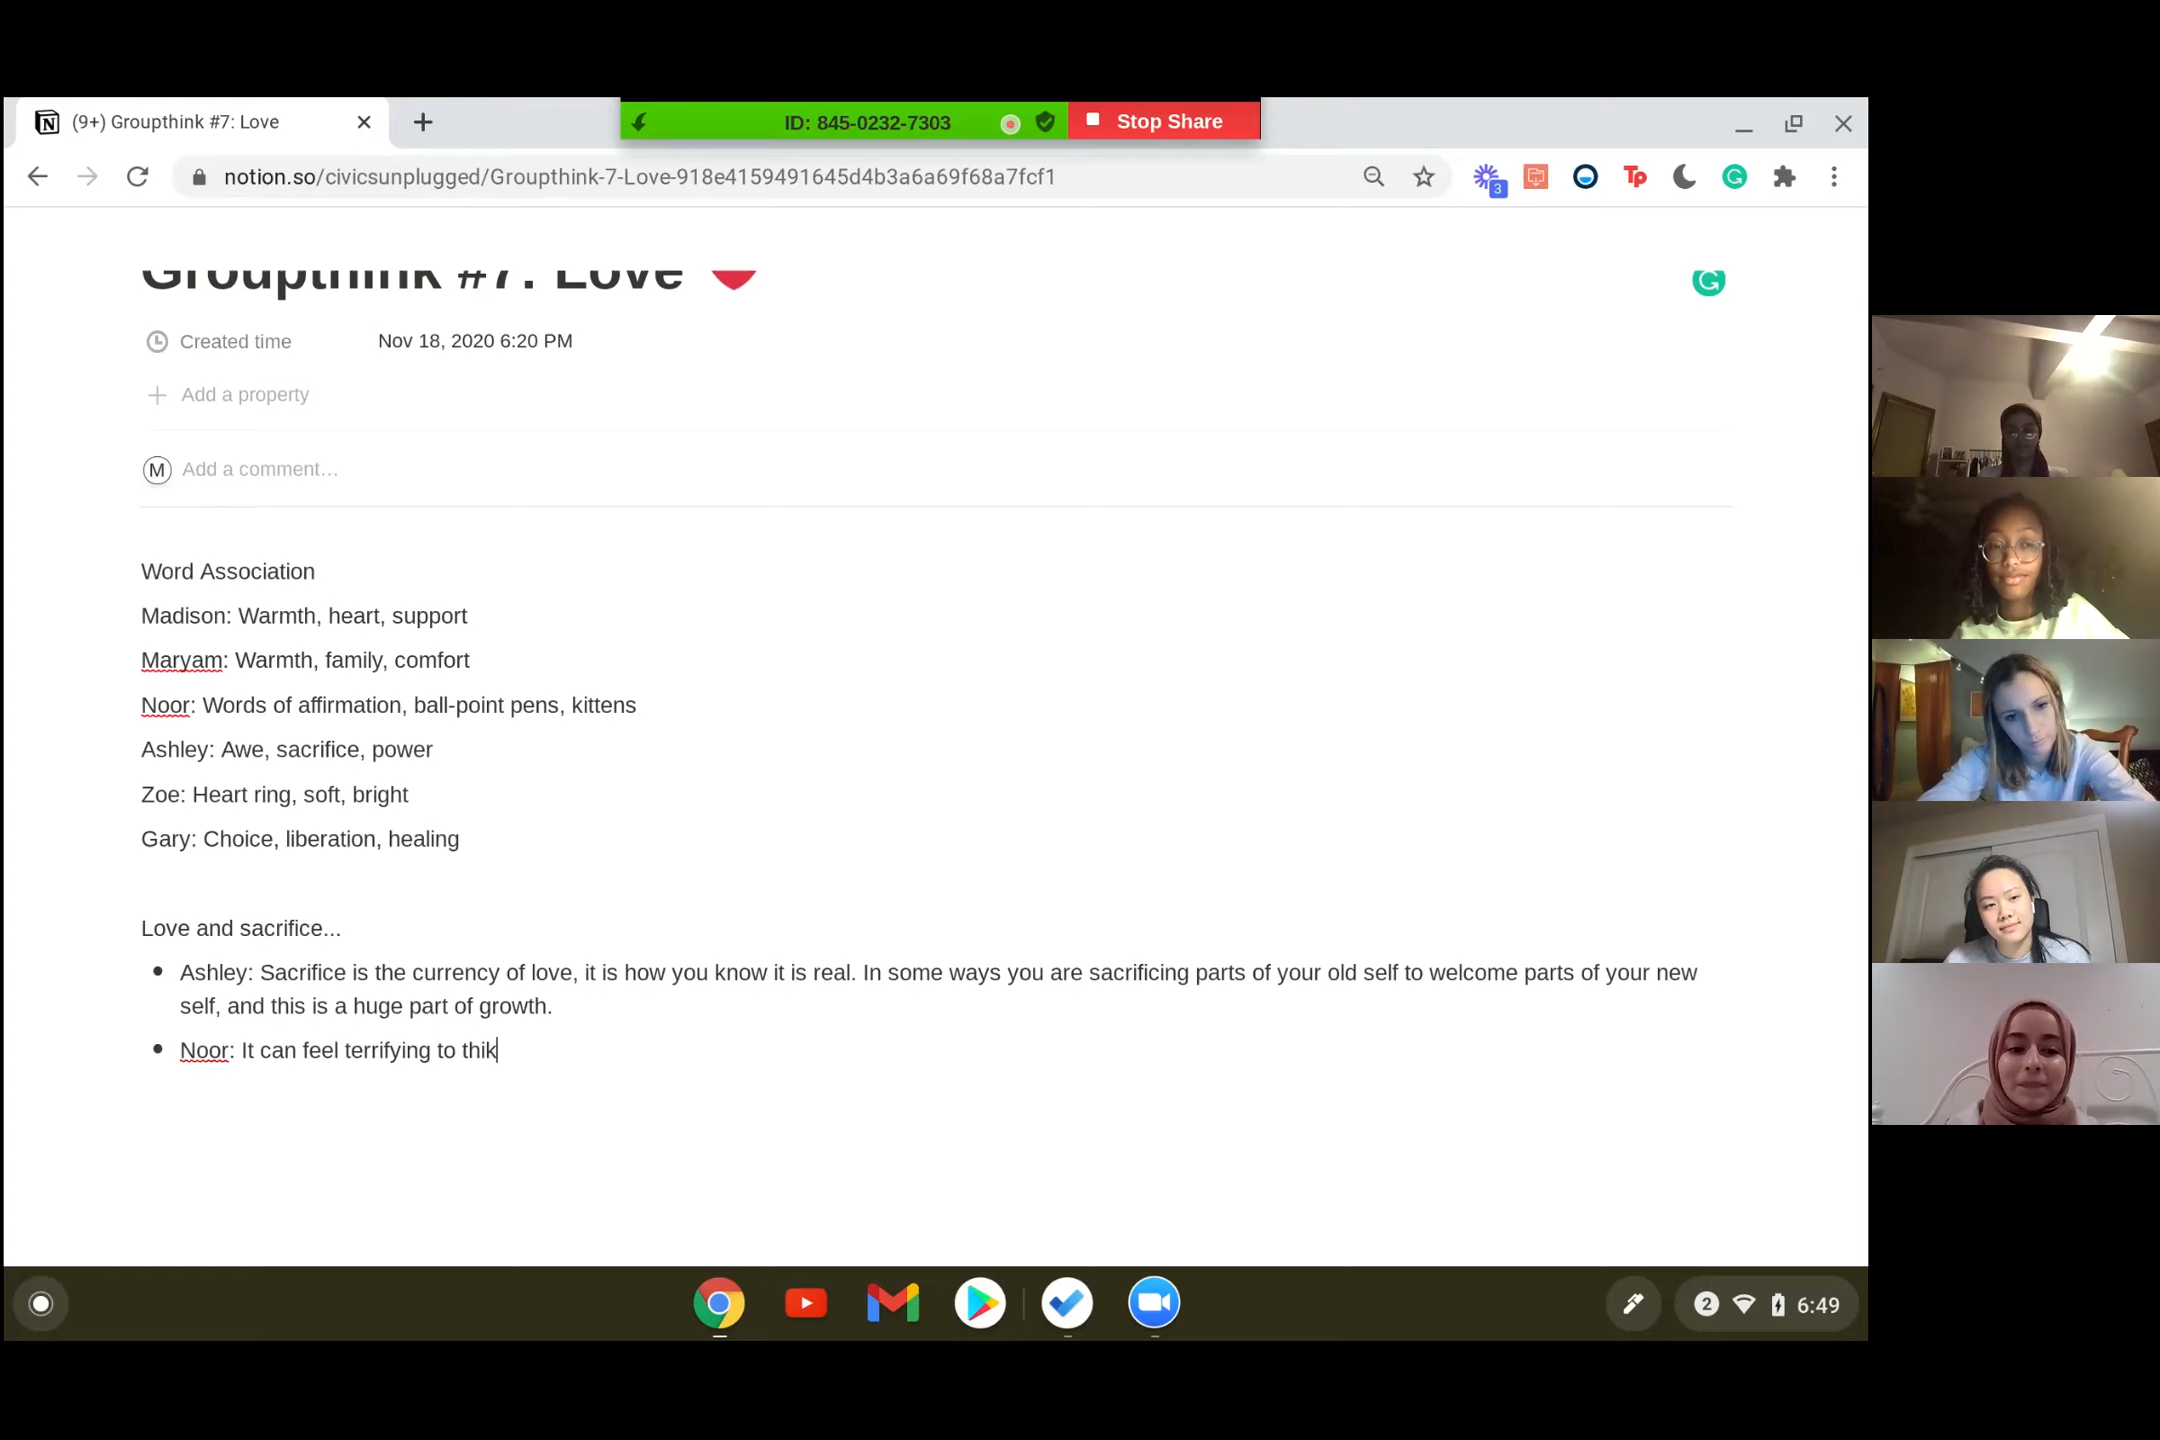 (9+) Groupthink #7: Love
ID: 845-0232-7303
Stop Share
notion.so/civicsunplugged/Groupthink-7-Love-918e4159491645d4b3a6a69f68a7fcf1
3
Tp
Groupthink #7: Love
Created time Nov 18, 2020 6:20 PM
Add a property
M Add a comment...
Word Association
Madison: Warmth, heart, support
Maryam: Warmth, family, comfort
Noor: Words of affirmation, ball-point pens, kittens
Ashley: Awe, sacrifice, power
Zoe: Heart ring, soft, bright
Gary: Choice, liberation, healing
Love and sacrifice...
Ashley: Sacrifice is the currency of love, it is how you know it is real. In some ways you are sacrificing parts of your old self to welcome parts of your new
self, and this is a huge part of growth.
Noor: It can feel terrifying to thik
2 6:49